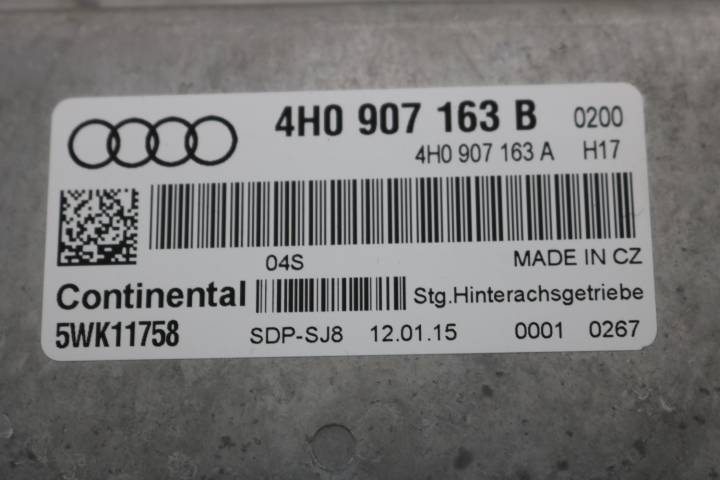 4H0 907 163 B 0200
4H0 907 163 A H17
04S MADE IN CZ
Continental Stg.Hinterachsgetriebe
5WK11758 SDP-SJ8 12.01.15 0001 0267